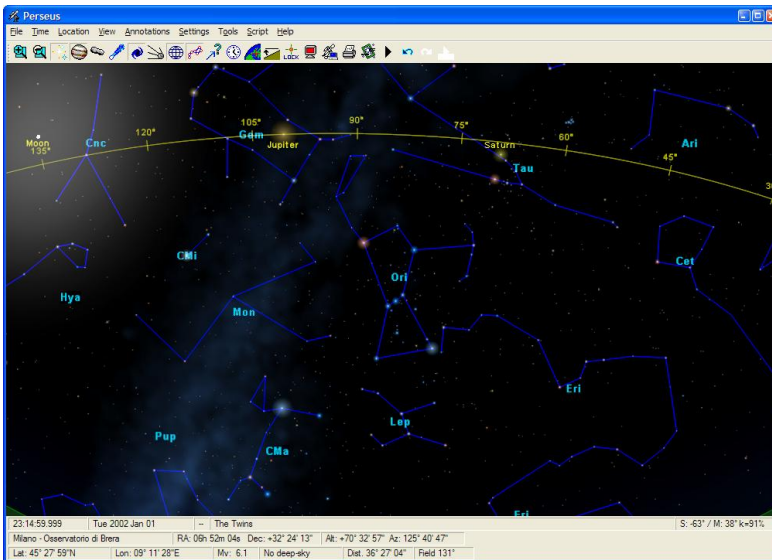 Perseus
File Time Location View Annotations Settings Tools Script Help
LOCK
120° 105° 90° 75° 60° 45° 30
Moon
135°
Cnc
Gem
Jupiter
Saturn
Tau
Ari
CMi
Ori
Cet
Hya
Mon
Eri
Lep
Pup
CMa
Eri
23:14:59.999 Tue 2002 Jan 01 -- The Twins S: -63° / M: 38° k=91%
Milano - Osservatorio di Brera RA: 06h 52m 04s Dec: +32° 24' 13" Alt: +70° 32' 57" Az: 125° 40' 47"
Lat: 45° 27' 59"N Lon: 09° 11' 28"E Mv: 6.1 No deep-sky Dist. 36° 27' 04" Field 131°